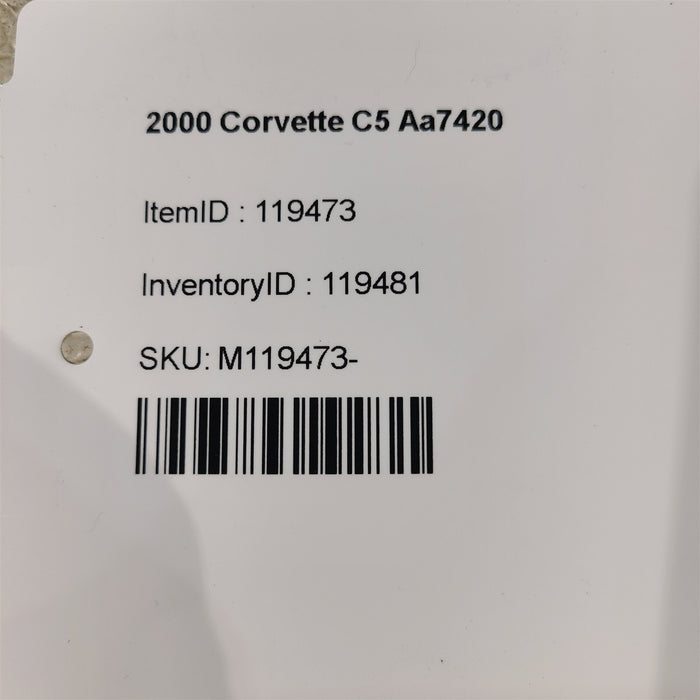 2000 Corvette C5 Aa7420
ItemID : 119473
InventoryID : 119481
SKU: M119473-